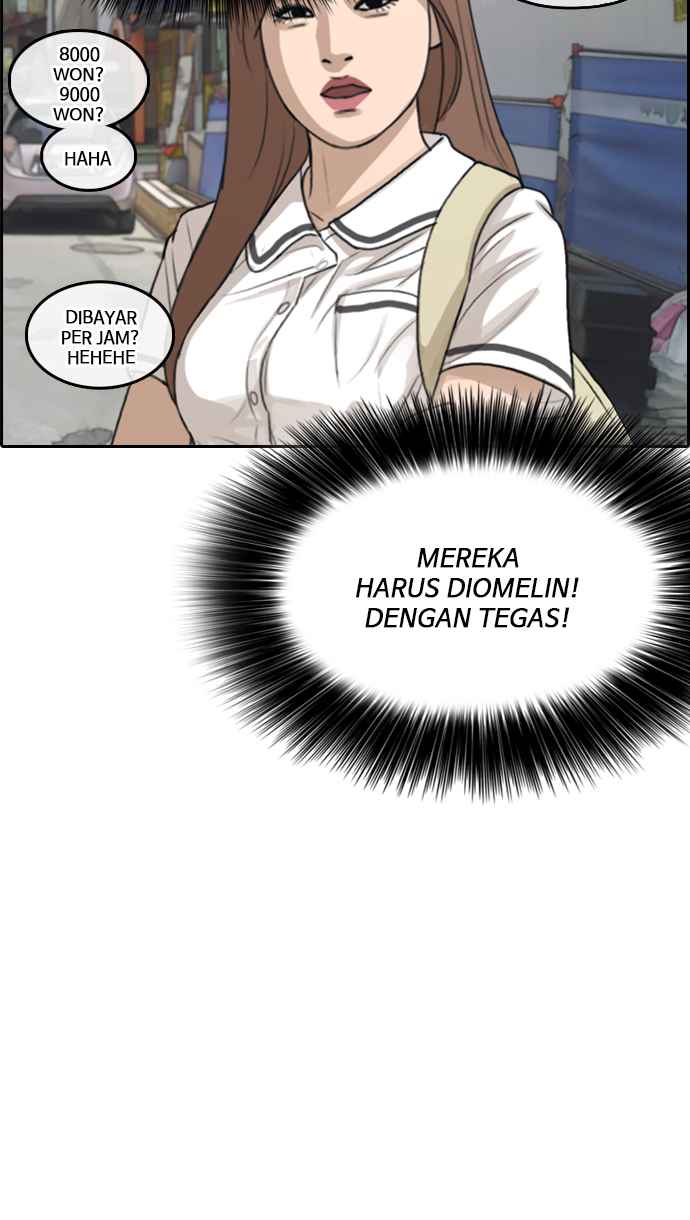 8000
WON?
9000
WON?
HAHA
DIBAYAR
PER JAM?
HEHEHE
MEREKA
HARUS DIOMELIN!
DENGAN TEGAS!